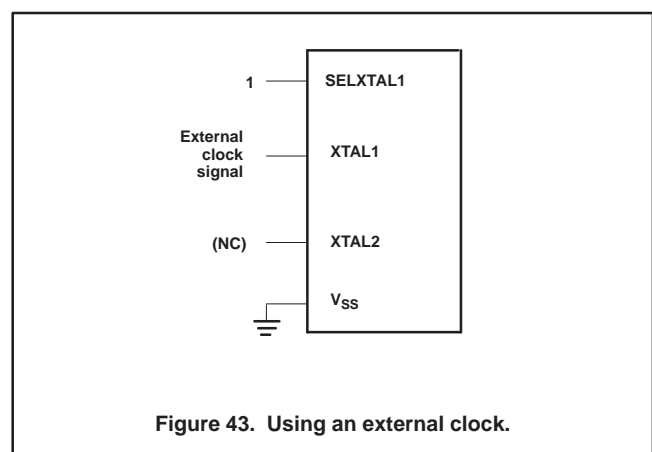 1 SELXTAL1
External
clock
signal
XTAL1
(NC) XTAL2
VSS
Figure 43. Using an external clock.